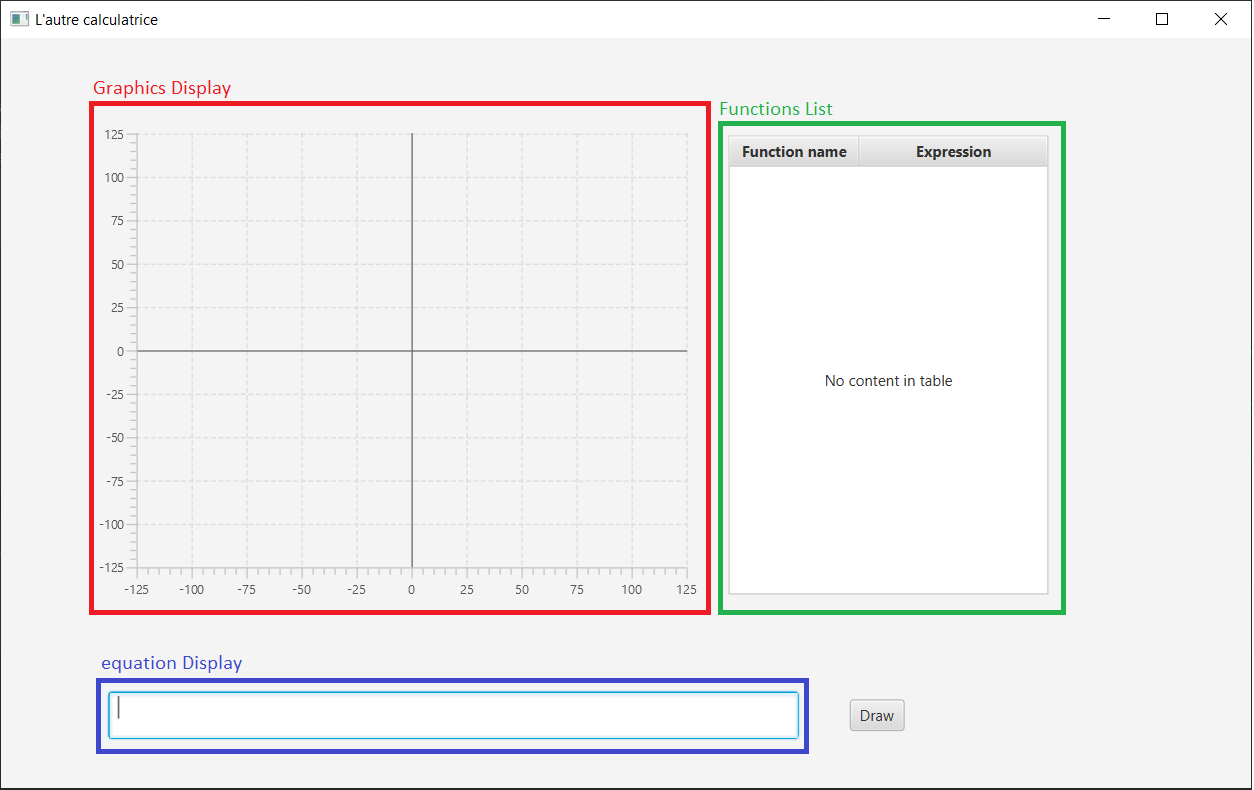 L'autre calculatrice
Graphics Display
Functions List
125
100
75
50
25
0
-25
-50
-75
-100
-125
-125 -100 -75 -50 -25 0 25 50 75 100 125
Function name Expression
No content in table
equation Display
Draw